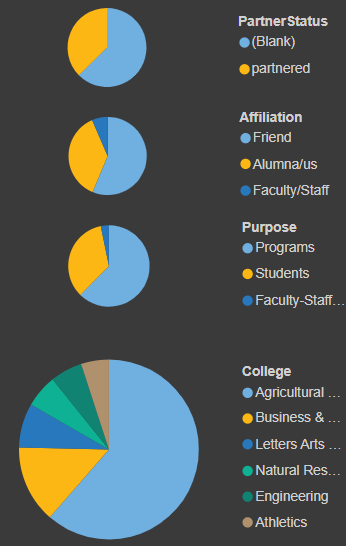 PartnerStatus
(Blank)
partnered
Affiliation
Friend
Alumna/us
Faculty/Staff
Purpose
Programs
Students
Faculty-Staff...
College
Agricultural ...
Business & ...
Letters Arts ...
Natural Res...
Engineering
Athletics